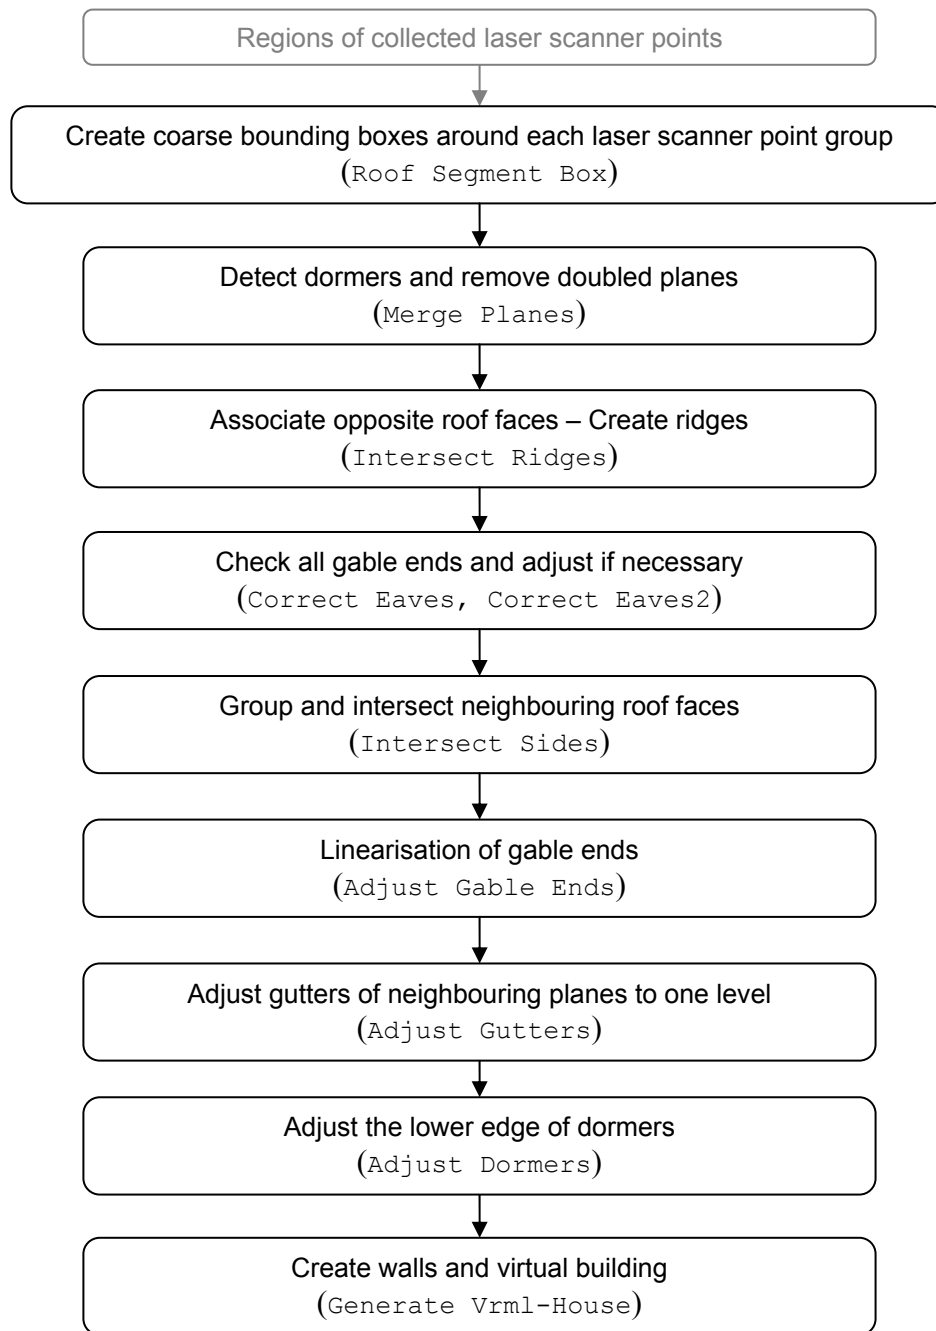 Regions of collected laser scanner points
Create coarse bounding boxes around each laser scanner point group
(Roof Segment Box)
Detect dormers and remove doubled planes
(Merge Planes)
Associate opposite roof faces – Create ridges
(Intersect Ridges)
Check all gable ends and adjust if necessary
(Correct Eaves, Correct Eaves2)
Group and intersect neighbouring roof faces
(Intersect Sides)
Linearisation of gable ends
(Adjust Gable Ends)
Adjust gutters of neighbouring planes to one level
(Adjust Gutters)
Adjust the lower edge of dormers
(Adjust Dormers)
Create walls and virtual building
(Generate Vrml-House)